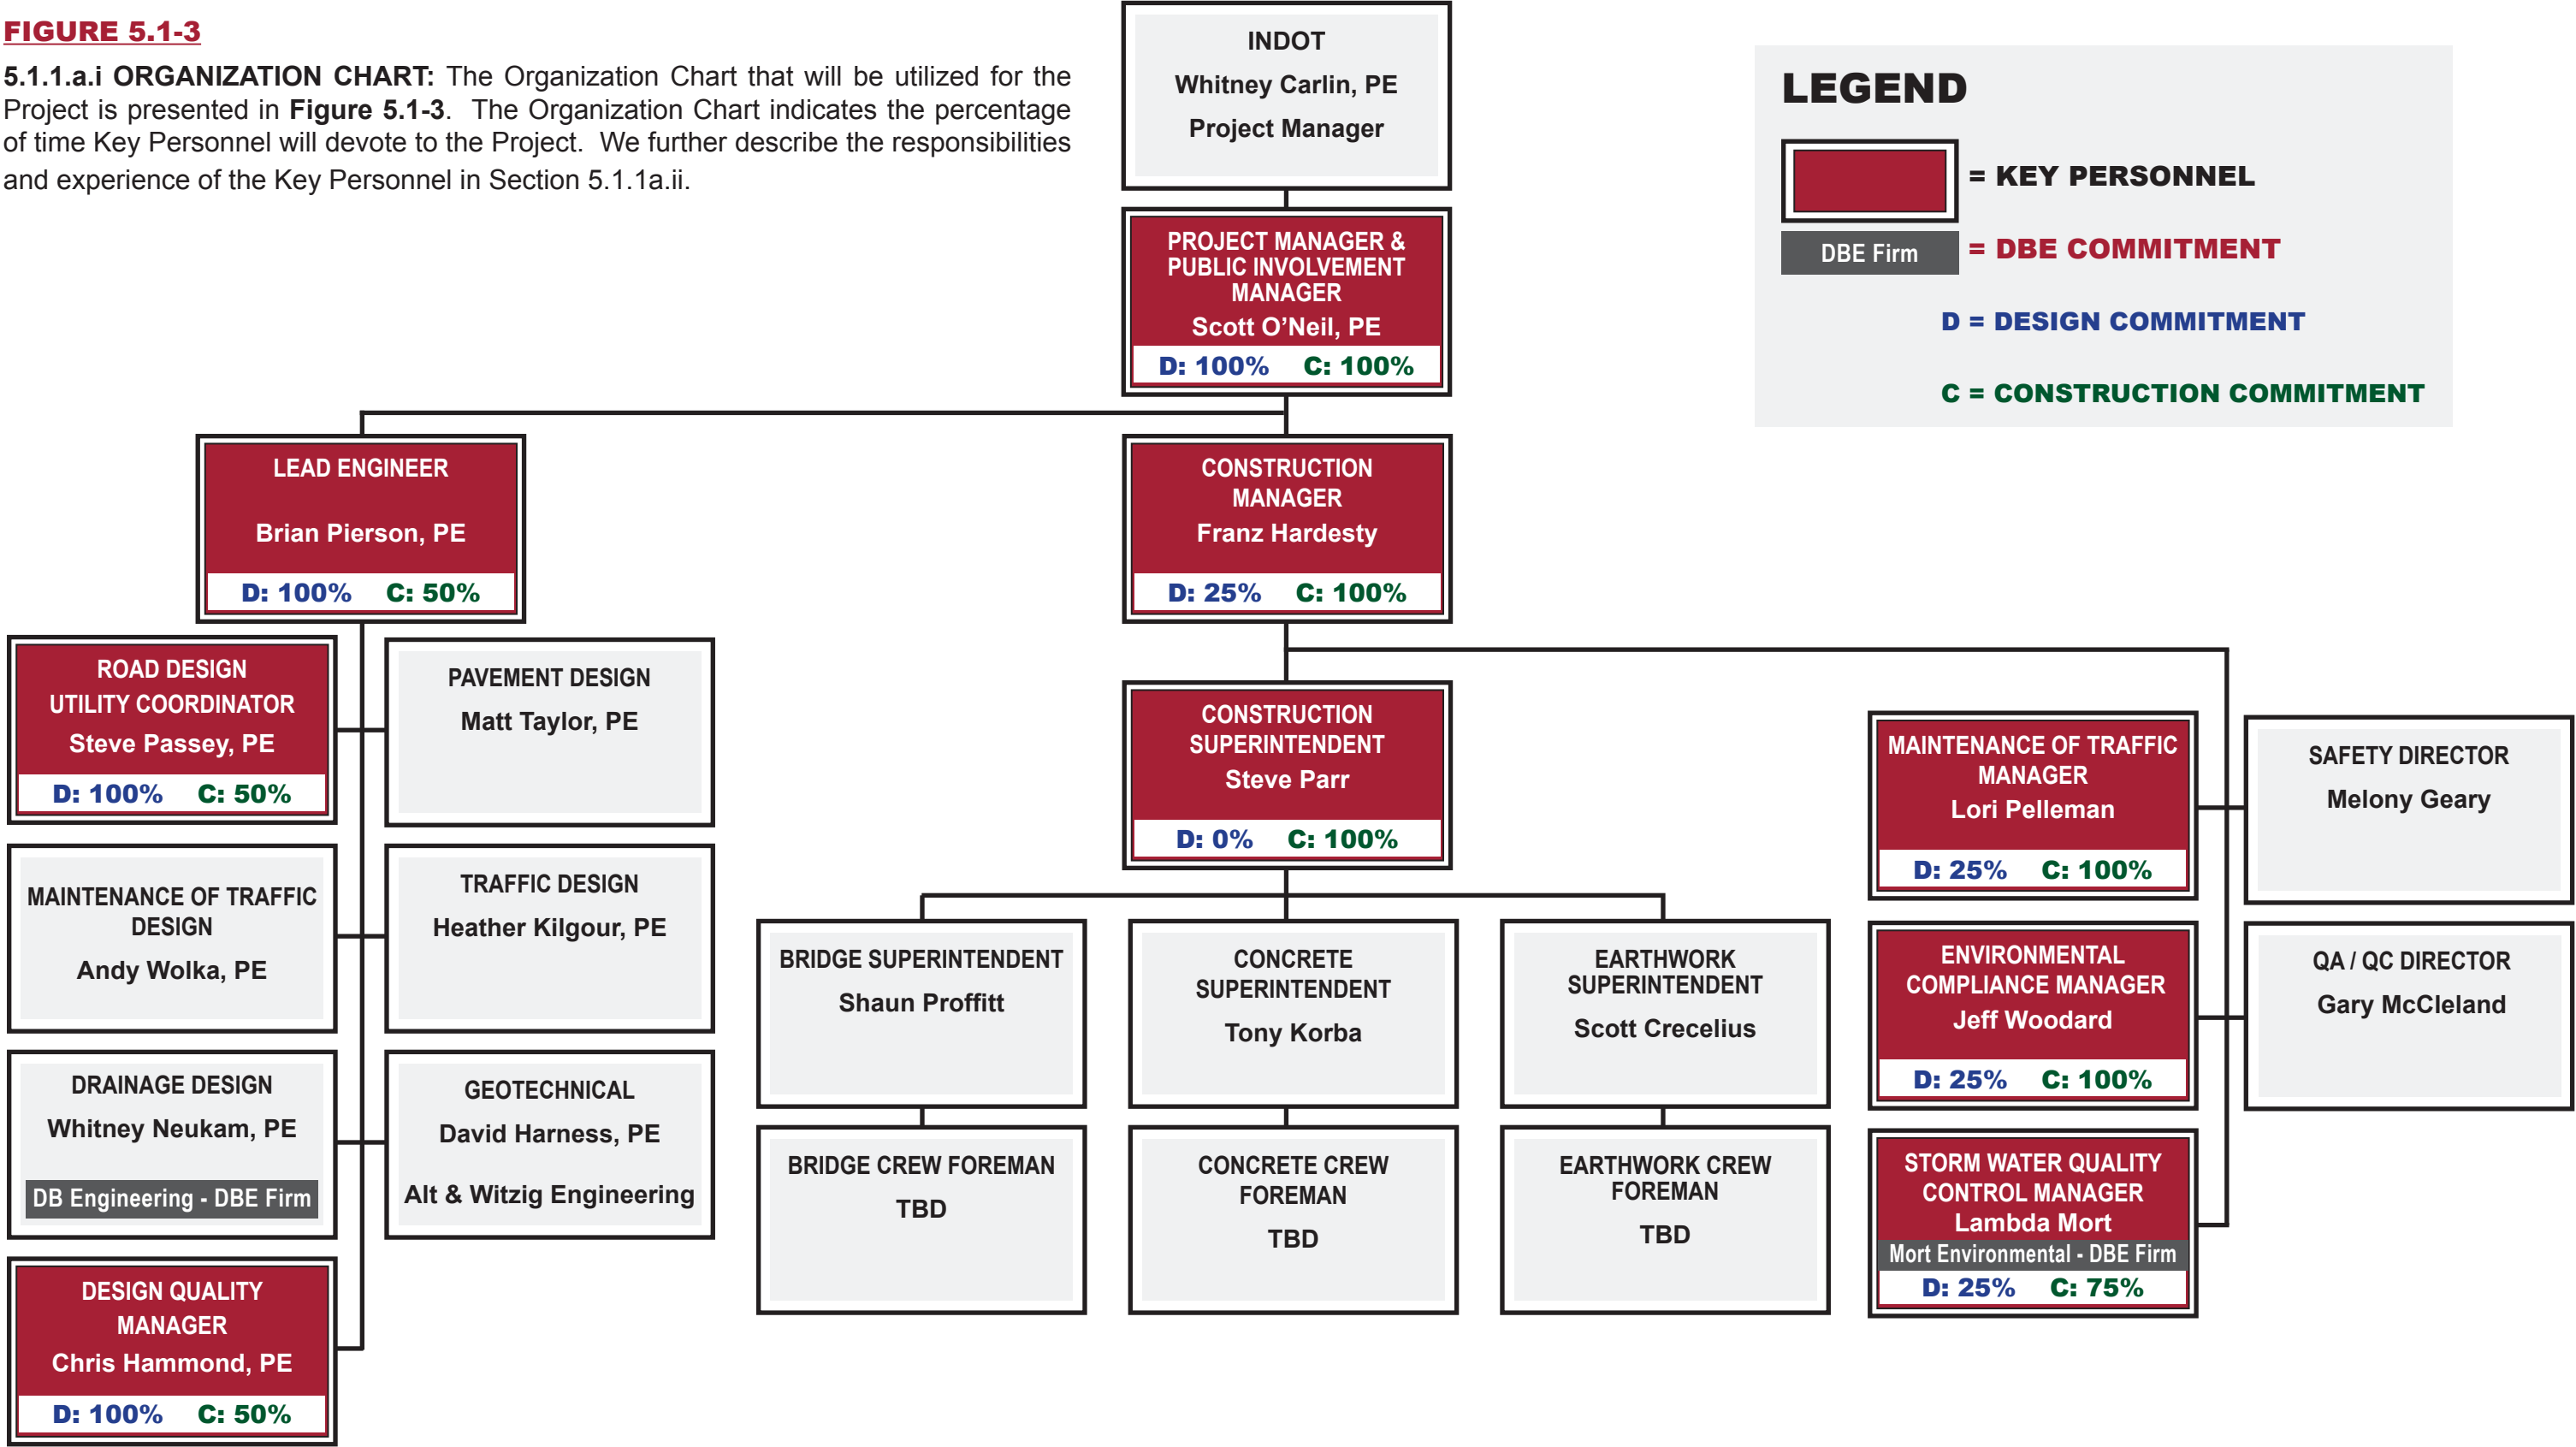 FIGURE 5.1-3
5.1.1.a.i ORGANIZATION CHART: The Organization Chart that will be utilized for the
Project is presented in Figure 5.1-3. The Organization Chart indicates the percentage
of time Key Personnel will devote to the Project. We further describe the responsibilities
and experience of the Key Personnel in Section 5.1.1a.ii.
INDOT
Whitney Carlin, PE
Project Manager
LEGEND
= KEY PERSONNEL
DBE Firm = DBE COMMITMENT
D = DESIGN COMMITMENT
C = CONSTRUCTION COMMITMENT
PROJECT MANAGER &
PUBLIC INVOLVEMENT
MANAGER
Scott O’Neil, PE
D: 100% C: 100%
LEAD ENGINEER
Brian Pierson, PE
D: 100% C: 50%
CONSTRUCTION
MANAGER
Franz Hardesty
D: 25% C: 100%
ROAD DESIGN
UTILITY COORDINATOR
Steve Passey, PE
D: 100% C: 50%
PAVEMENT DESIGN
Matt Taylor, PE
MAINTENANCE OF TRAFFIC
DESIGN
Andy Wolka, PE
TRAFFIC DESIGN
Heather Kilgour, PE
DRAINAGE DESIGN
Whitney Neukam, PE
DB Engineering - DBE Firm
GEOTECHNICAL
David Harness, PE
Alt & Witzig Engineering
DESIGN QUALITY
MANAGER
Chris Hammond, PE
D: 100% C: 50%
CONSTRUCTION
SUPERINTENDENT
Steve Parr
D: 0% C: 100%
BRIDGE SUPERINTENDENT
Shaun Proffitt
CONCRETE
SUPERINTENDENT
Tony Korba
EARTHWORK
SUPERINTENDENT
Scott Crecelius
BRIDGE CREW FOREMAN
TBD
CONCRETE CREW
FOREMAN
TBD
EARTHWORK CREW
FOREMAN
TBD
MAINTENANCE OF TRAFFIC
MANAGER
Lori Pelleman
D: 25% C: 100%
SAFETY DIRECTOR
Melony Geary
ENVIRONMENTAL
COMPLIANCE MANAGER
Jeff Woodard
D: 25% C: 100%
QA / QC DIRECTOR
Gary McCleland
STORM WATER QUALITY
CONTROL MANAGER
Lambda Mort
Mort Environmental - DBE Firm
D: 25% C: 75%